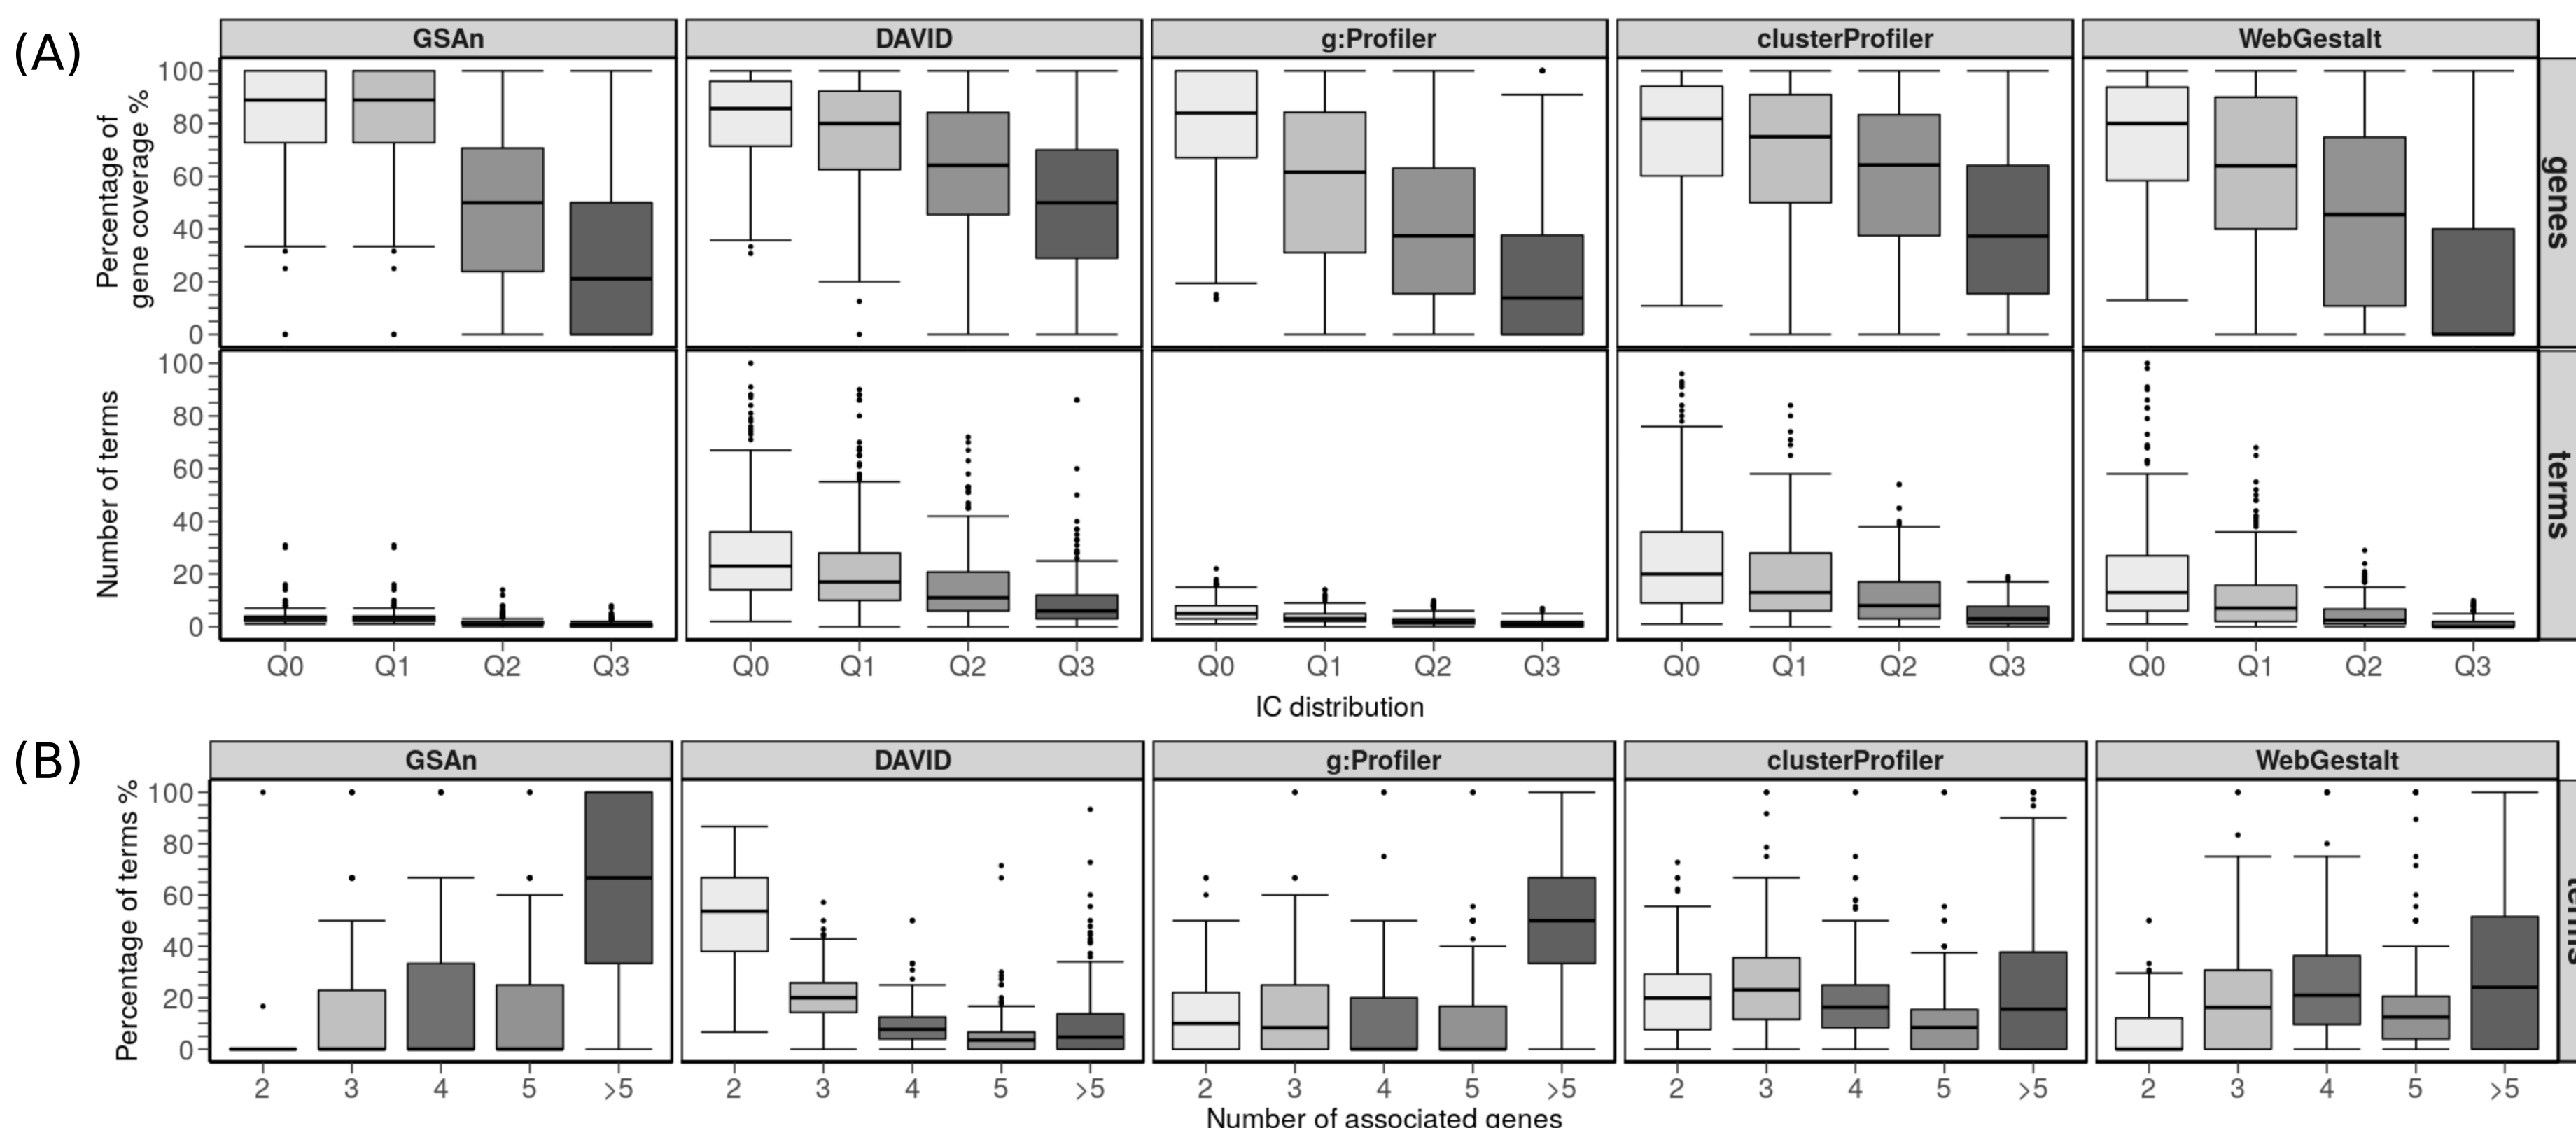 (A)
GSAn DAVID g:Profiler clusterProfiler WebGestalt
Percentage of
gene coverage %
100
80
60
40
20
0
genes
Number of terms
100
80
60
40
20
0
terms
Q0 Q1 Q2 Q3 Q0 Q1 Q2 Q3 Q0 Q1 Q2 Q3 Q0 Q1 Q2 Q3 Q0 Q1 Q2 Q3
IC distribution
(B)
GSAn DAVID g:Profiler clusterProfiler WebGestalt
Percentage of terms %
100
80
60
40
20
0
2 3 4 5 >5 2 3 4 5 >5 2 3 4 5 >5 2 3 4 5 >5 2 3 4 5 >5
Number of associated genes